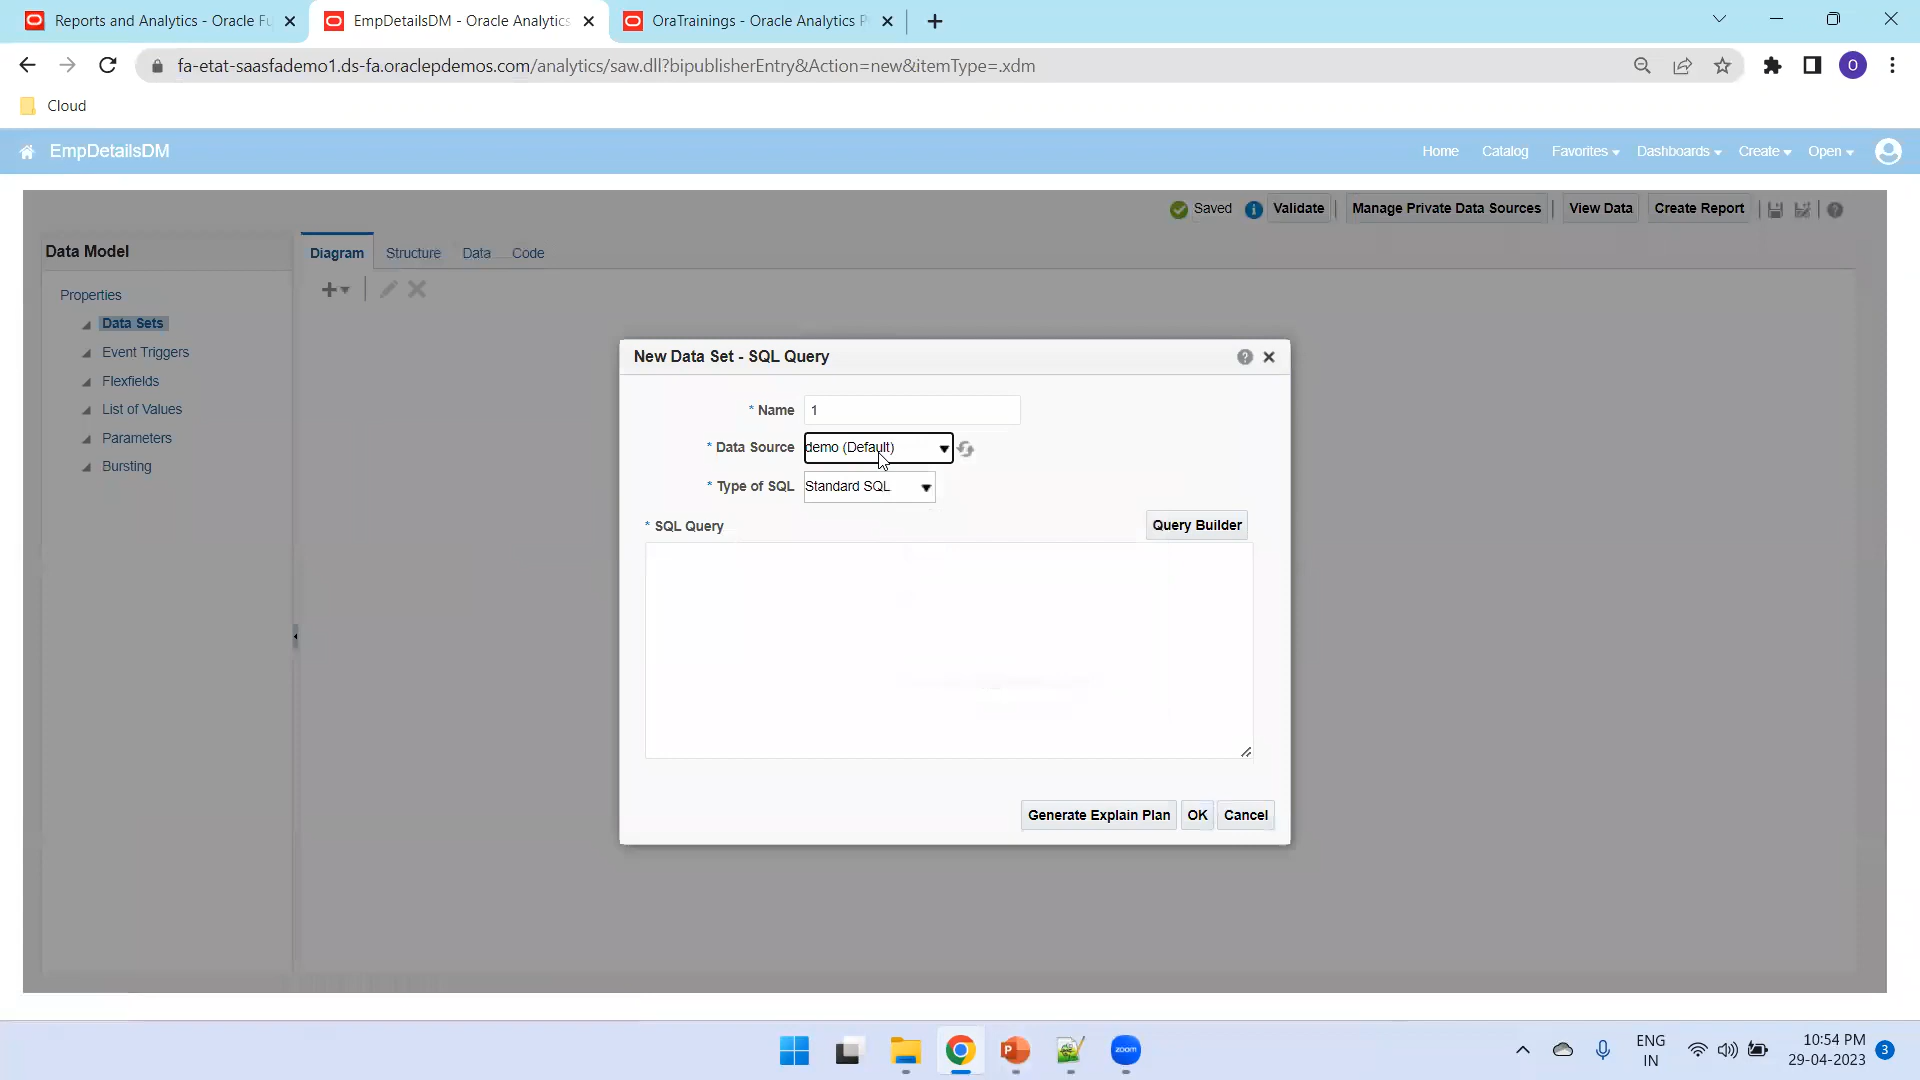 Reports and Analytics - Oracle Fu
EmpDetailsDM - Oracle Analytics
OraTrainings - Oracle Analytics P
fa-etat-saasfademo1.ds-fa.oraclepdemos.com/analytics/saw.dll?bipublisherEntry&Action=new&itemType=.xdm
O
Cloud
EmpDetailsDM
Home Catalog Favorites Dashboards Create Open
Saved Validate Manage Private Data Sources View Data Create Report
Data Model
Diagram Structure Data Code
Properties
Data Sets
Event Triggers
Flexfields
List of Values
Parameters
Bursting
New Data Set - SQL Query
* Name 1
* Data Source demo (Default)
* Type of SQL Standard SQL
* SQL Query
Query Builder
Generate Explain Plan OK Cancel
zoom
ENG
IN
10:54 PM
29-04-2023
3